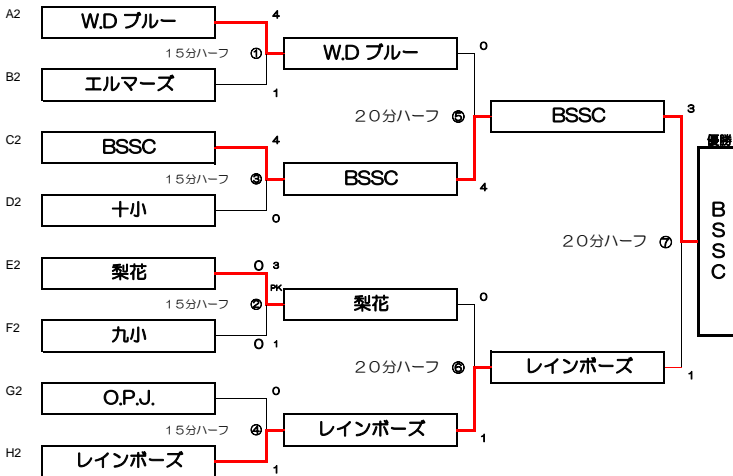 A2
W.D ブルー
4
15分ハーフ
①
W.D ブルー
0
B2
エルマーズ
1
20分ハーフ
⑤
BSSC
3
C2
BSSC
4
15分ハーフ
③
BSSC
4
D2
十小
0
優勝
BSSC
20分ハーフ
⑦
E2
梨花
0 3
PK
15分ハーフ
②
梨花
0
F2
九小
0 1
20分ハーフ
⑥
レインボーズ
1
G2
O.P.J.
0
15分ハーフ
④
レインボーズ
1
H2
レインボーズ
1